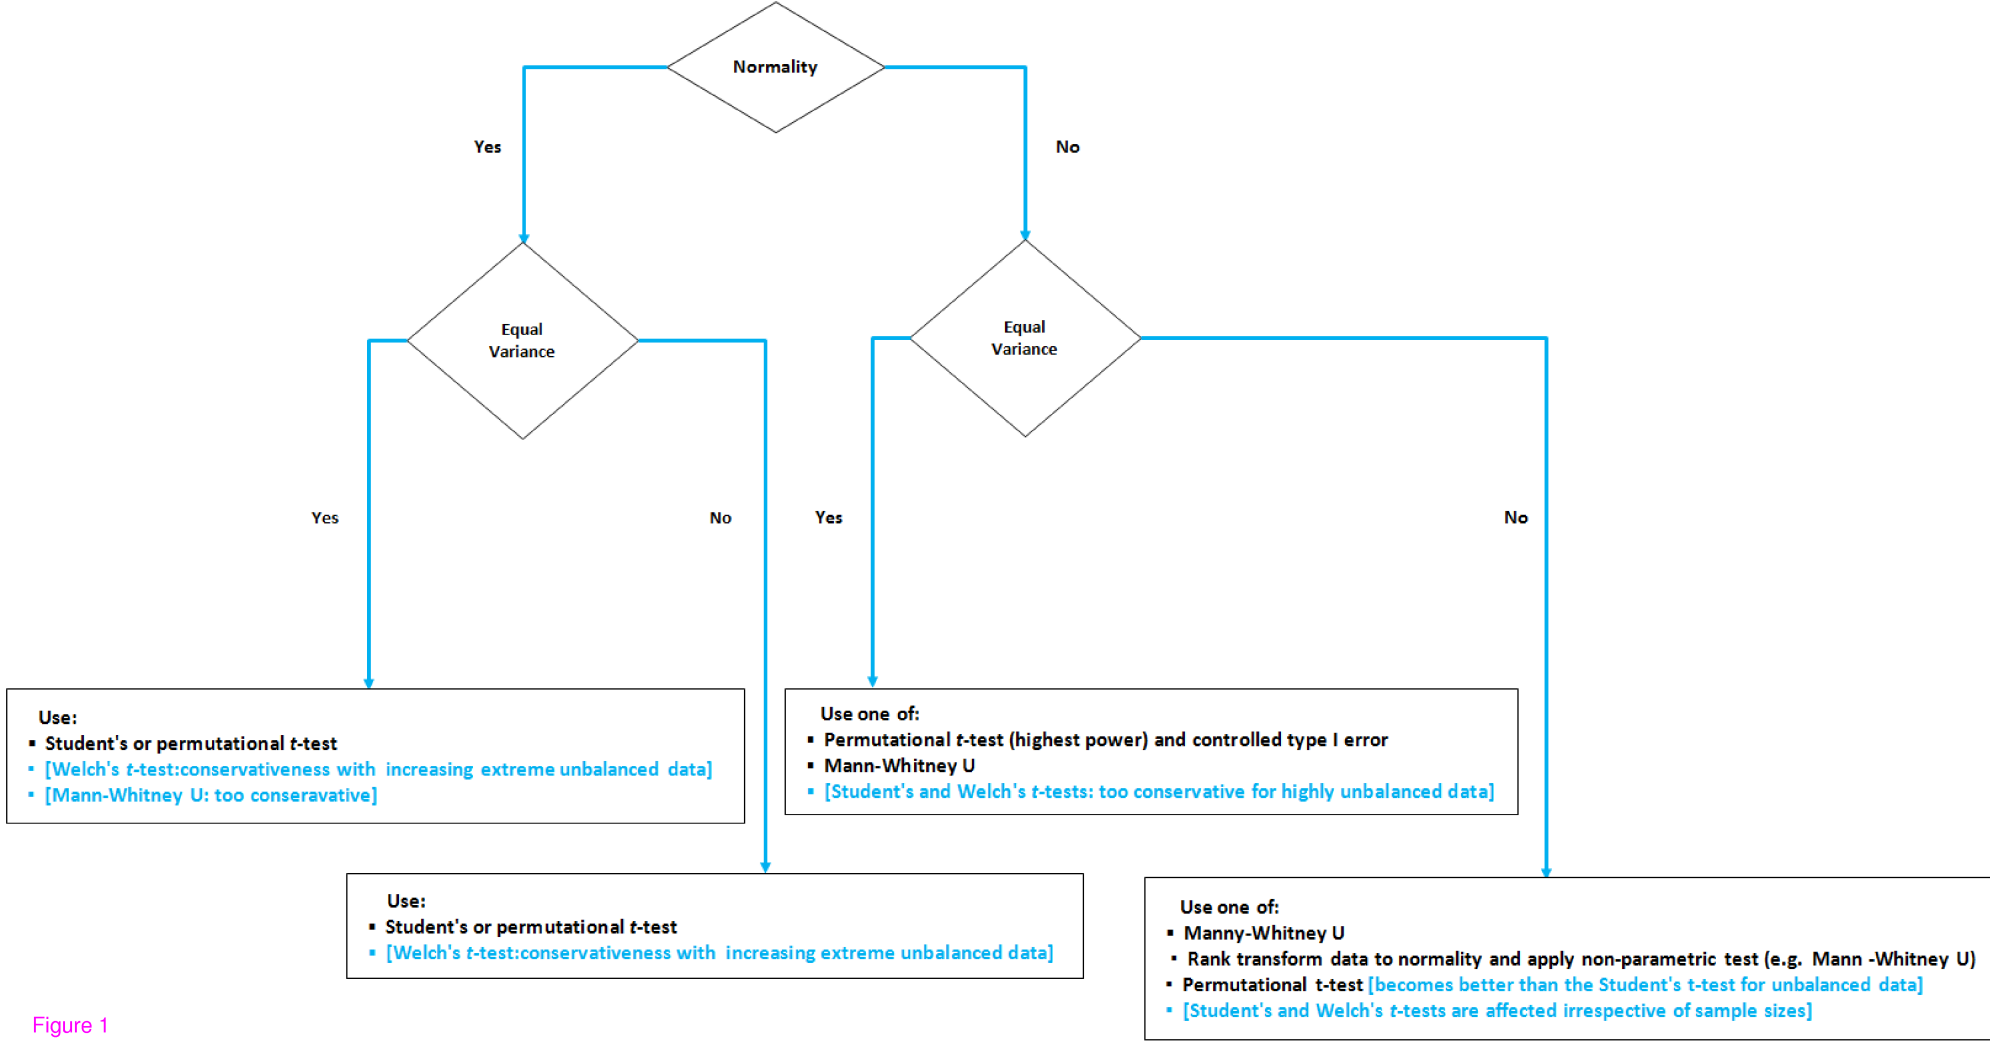 Normality
Yes
No
Equal
Variance
Equal
Variance
Yes
No
Yes
No
Use:
▪ Student's or permutational t-test
▪ [Welch's t-test:conservativeness with increasing extreme unbalanced data]
▪ [Mann-Whitney U: too conseravative]
Use one of:
▪ Permutational t-test (highest power) and controlled type I error
▪ Mann-Whitney U
▪ [Student's and Welch's t-tests: too conservative for highly unbalanced data]
Use:
▪ Student's or permutational t-test
▪ [Welch's t-test:conservativeness with increasing extreme unbalanced data]
Use one of:
▪ Manny-Whitney U
▪ Rank transform data to normality and apply non-parametric test (e.g. Mann -Whitney U)
▪ Permutational t-test [becomes better than the Student's t-test for unbalanced data]
▪ [Student's and Welch's t-tests are affected irrespective of sample sizes]
Figure 1